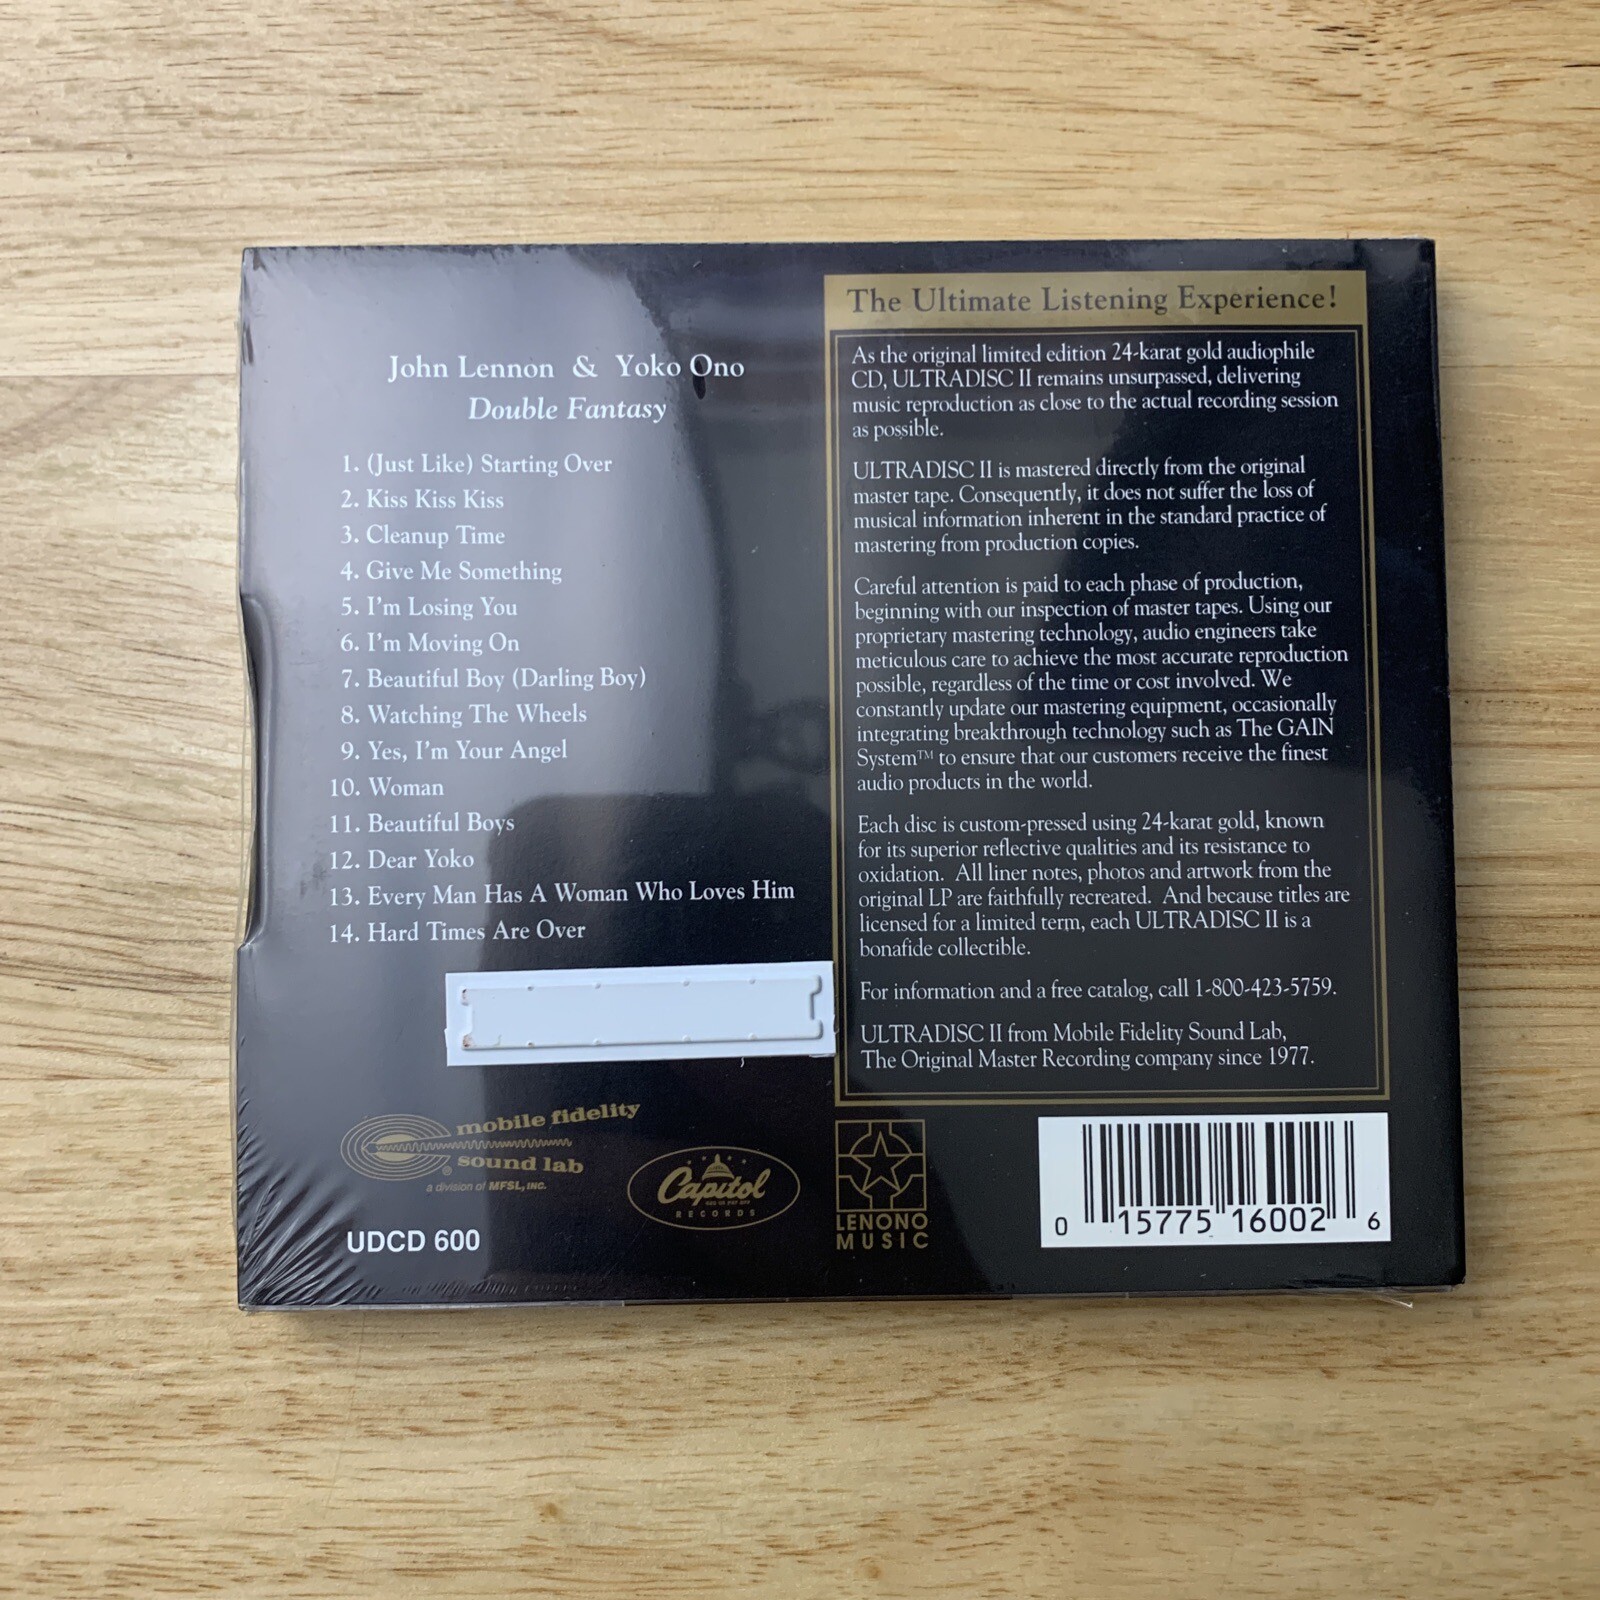 John Lennon & Yoko Ono
Double Fantasy
1. (Just Like) Starting Over
2. Kiss Kiss Kiss
3. Cleanup Time
4. Give Me Something
5. I'm Losing You
6. I'm Moving On
7. Beautiful Boy (Darling Boy)
8. Watching The Wheels
9. Yes, I'm Your Angel
10. Woman
11. Beautiful Boys
12. Dear Yoko
13. Every Man Has A Woman Who Loves Him
14. Hard Times Are Over
The Ultimate Listening Experience!
As the original limited edition 24-karat gold audiophile
CD, ULTRADISC II remains unsurpassed, delivering
music reproduction as close to the actual recording session
as possible.
ULTRADISC II is mastered directly from the original
master tape. Consequently, it does not suffer the loss of
musical information inherent in the standard practice of
mastering from production copies.
Careful attention is paid to each phase of production,
beginning with our inspection of master tapes. Using our
proprietary mastering technology, audio engineers take
meticulous care to achieve the most accurate reproduction
possible, regardless of the time or cost involved. We
constantly update our mastering equipment, occasionally
integrating breakthrough technology such as The GAIN
System™ to ensure that our customers receive the finest
audio products in the world.
Each disc is custom-pressed using 24-karat gold, known
for its superior reflective qualities and its resistance to
oxidation. All liner notes, photos and artwork from the
original LP are faithfully recreated. And because titles are
licensed for a limited term, each ULTRADISC II is a
bonafide collectible.
For information and a free catalog, call 1-800-423-5759.
ULTRADISC II from Mobile Fidelity Sound Lab,
The Original Master Recording company since 1977.
mobile fidelity
® sound lab
a division of MFSL, INC.
UDCD 600
Capitol
RECORDS
LENONO
MUSIC
0 15775 16002 6